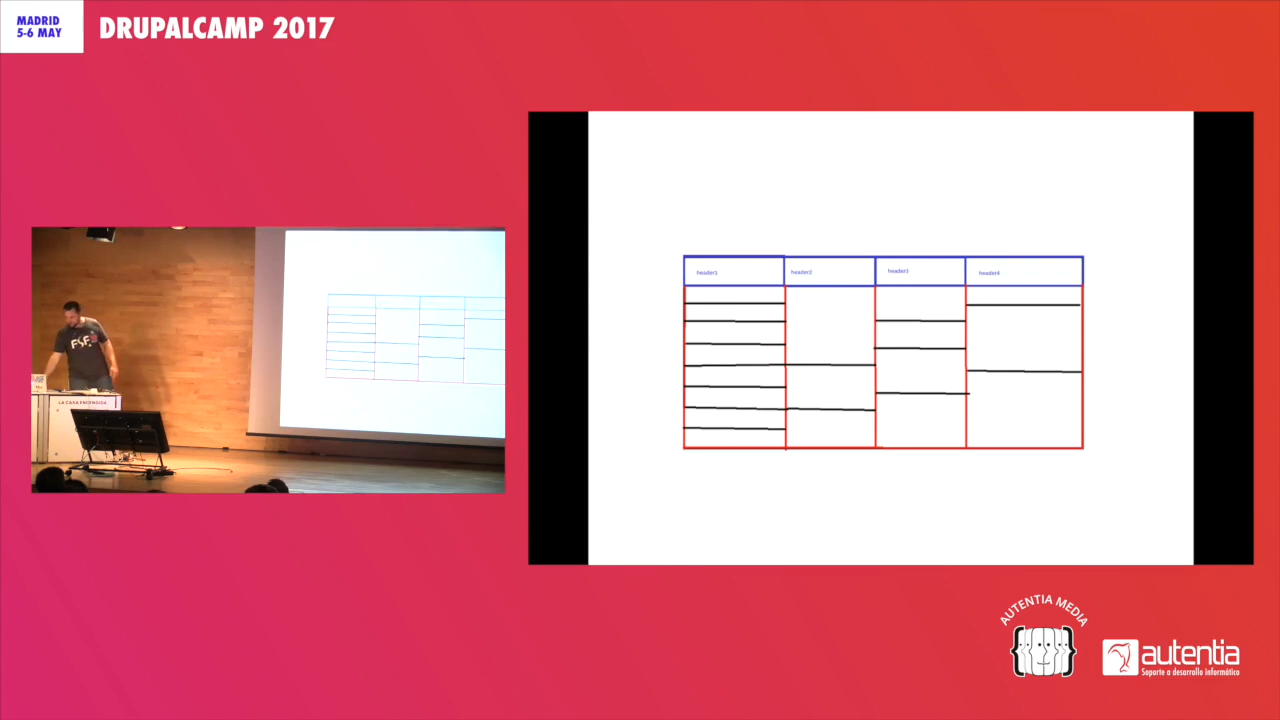 MADRID
5-6 MAY
DRUPALCAMP 2017
header1
header2
header3
header4
LA CASA ENCENDIDA
AUTENTIA MEDIA
autentia
Soporte a desarrollo informático